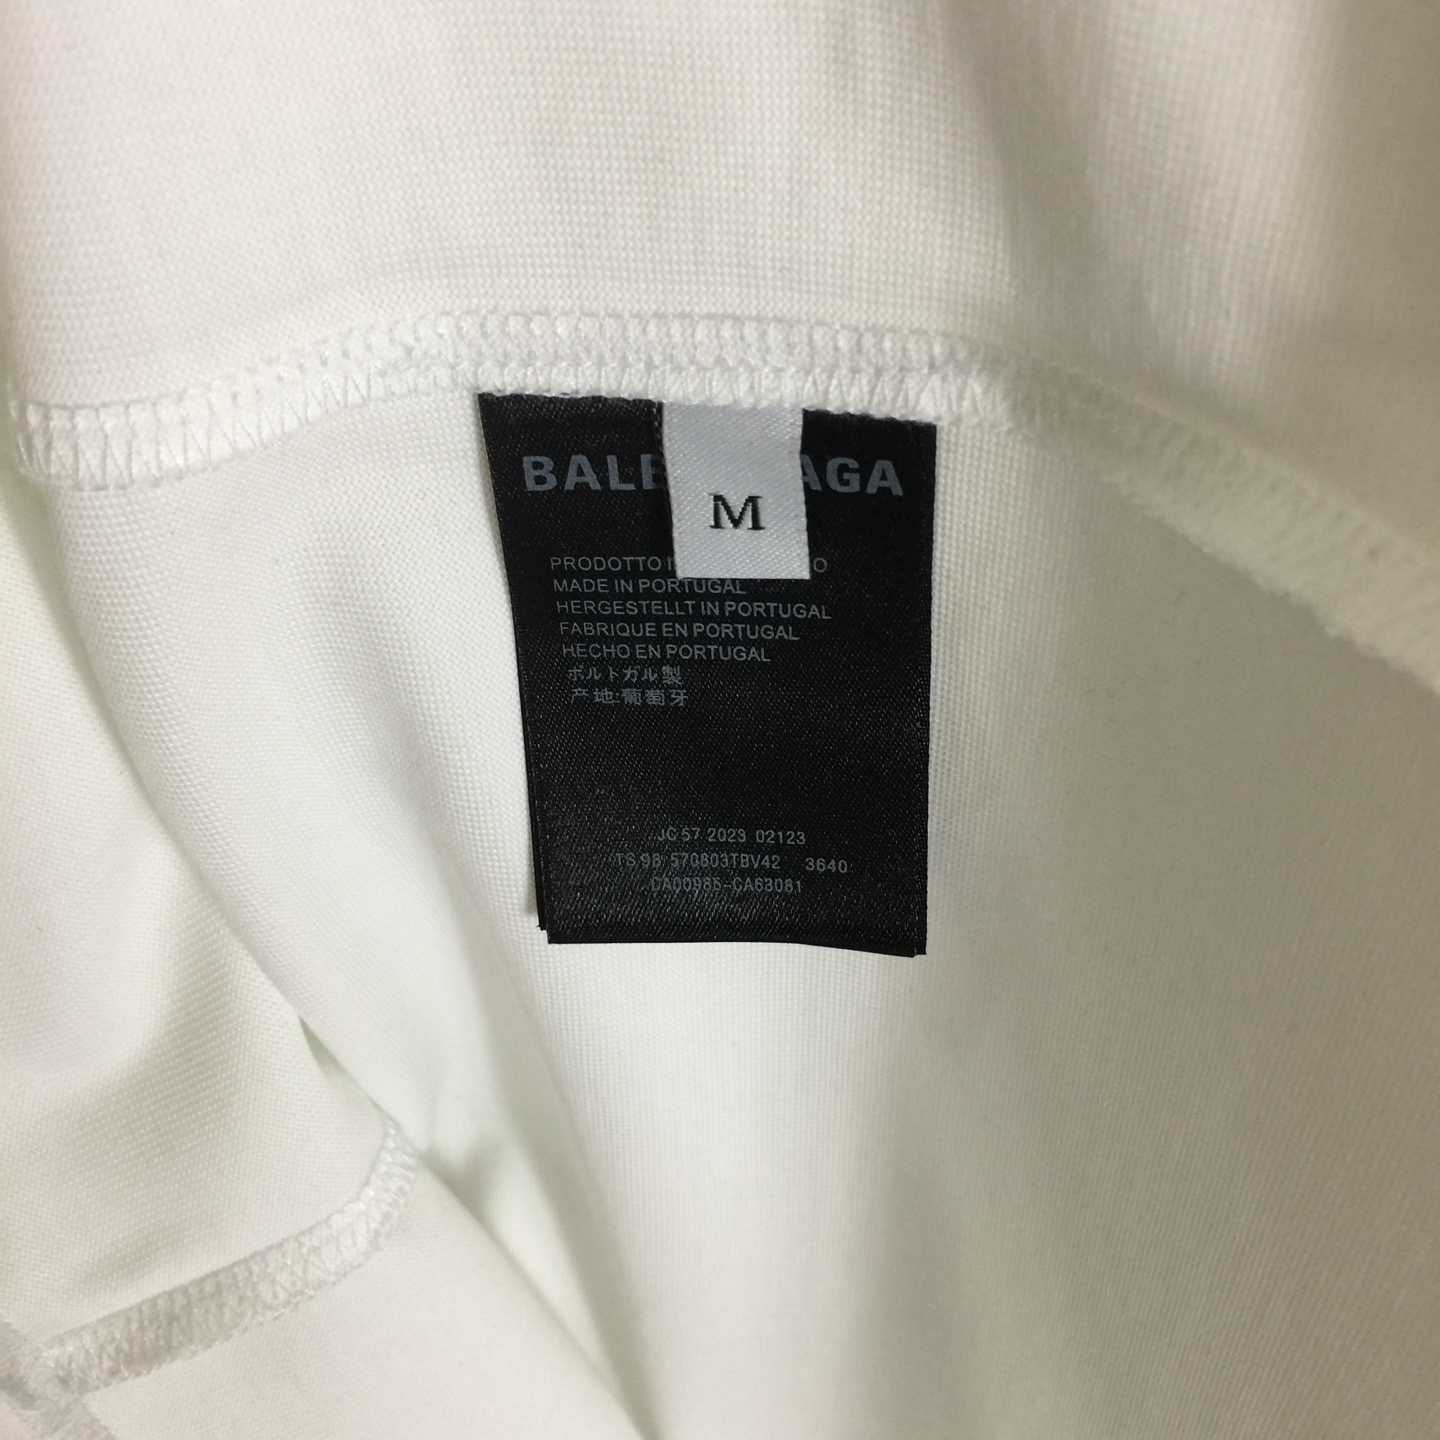 BALE AGA
M
PRODOTTO I O
MADE IN PORTUGAL
HERGESTELLT IN PORTUGAL
FABRIQUE EN PORTUGAL
HECHO EN PORTUGAL
ポルトガル製
产地:葡萄牙
JC 57 2023 02123
TS 98 570803TBV42 3640
CA00985-CA63081